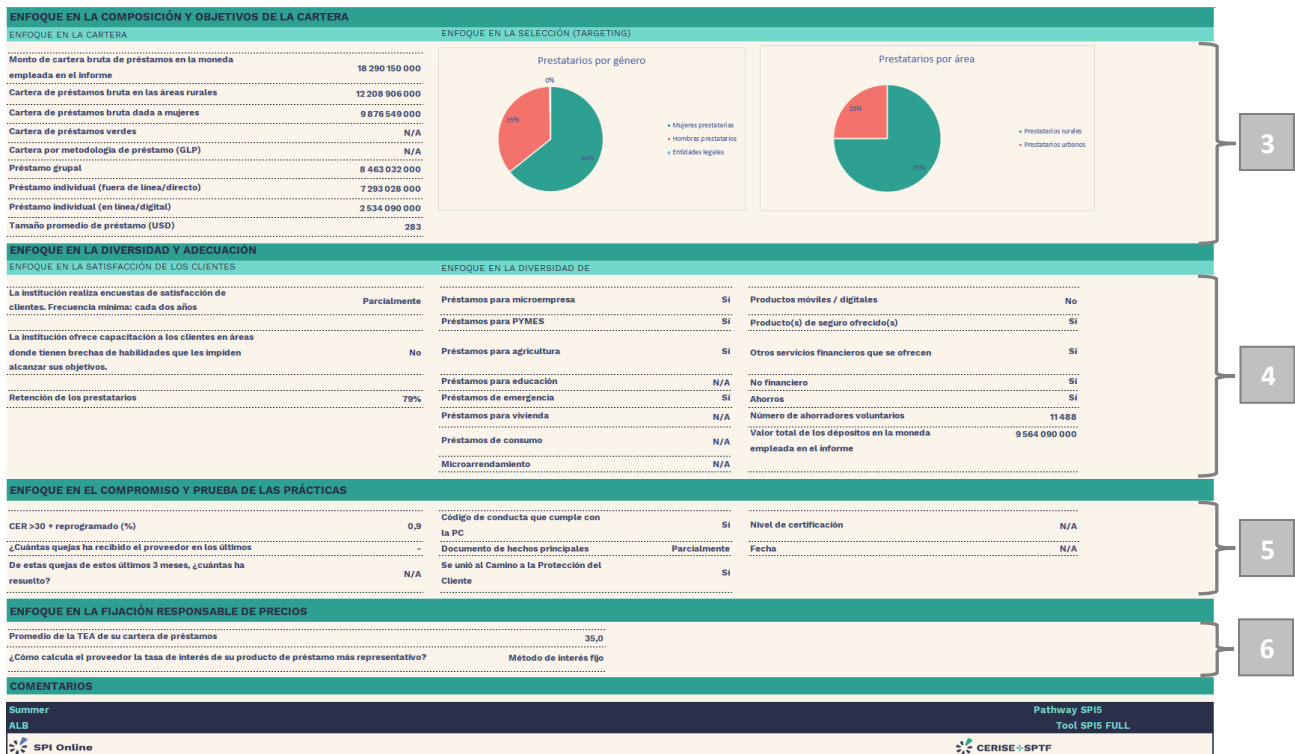 ENFOQUE EN LA COMPOSICIÓN Y OBJETIVOS DE LA CARTERA
ENFOQUE EN LA CARTERA
ENFOQUE EN LA SELECCIÓN (TARGETING)
Monto de cartera bruta de préstamos en la moneda
empleada en el informe
18 290 150 000
Cartera de préstamos bruta en las áreas rurales
12 208 906 000
Cartera de préstamos bruta dada a mujeres
9 876 549 000
Cartera de préstamos verdes
N/A
Cartera por metodologia de préstamo (GLP)
N/A
Préstamo grupal
8 463 032 000
Préstamo individual (fuera de línea/directo)
7 293 028 000
Préstamo individual (en línea/digital)
2 534 090 000
Tamaño promedio de préstamo (USD)
283
Prestatarios por género
0%
35%
64%
Mujeres prestatarias
Hombres prestatarios
Entidades legales
Prestatarios por área
25%
75%
Prestatarios rurales
Prestatarios urbanos
3
ENFOQUE EN LA DIVERSIDAD Y ADECUACIÓN
ENFOQUE EN LA SATISFACCIÓN DE LOS CLIENTES
ENFOQUE EN LA DIVERSIDAD DE
La institución realiza encuestas de satisfacción de
clientes. Frecuencia mínima: cada dos años
Parcialmente
La institución ofrece capacitación a los clientes en áreas
donde tienen brechas de habilidades que les impiden
alcanzar sus objetivos.
No
Retención de los prestatarios
79%
Préstamos para microempresa
Sí
Préstamos para PYMES
Sí
Préstamos para agricultura
Sí
Préstamos para educación
N/A
Préstamos de emergencia
Sí
Préstamos para vivienda
N/A
Préstamos de consumo
N/A
Microarrendamiento
N/A
Productos móviles / digitales
No
Producto(s) de seguro ofrecido(s)
Sí
Otros servicios financieros que se ofrecen
Sí
No financiero
Sí
Ahorros
Sí
Número de ahorradores voluntarios
11 488
Valor total de los dépositos en la moneda
empleada en el informe
9 564 090 000
4
ENFOQUE EN EL COMPROMISO Y PRUEBA DE LAS PRÁCTICAS
CER >30 + reprogramado (%)
0,9
¿Cuántas quejas ha recibido el proveedor en los últimos
-
De estas quejas de estos últimos 3 meses, ¿cuántas ha
resuelto?
N/A
Código de conducta que cumple con
la PC
Sí
Documento de hechos principales
Parcialmente
Se unió al Camino a la Protección del
Cliente
Sí
Nivel de certificación
N/A
Fecha
N/A
5
ENFOQUE EN LA FIJACIÓN RESPONSABLE DE PRECIOS
Promedio de la TEA de su cartera de préstamos
35,0
¿Cómo calcula el proveedor la tasa de interés de su producto de préstamo más representativo?
Método de interés fijo
6
COMENTARIOS
Summer
Pathway SPI5
ALB
Tool SPI5 FULL
SPI Online
CERISE+SPTF